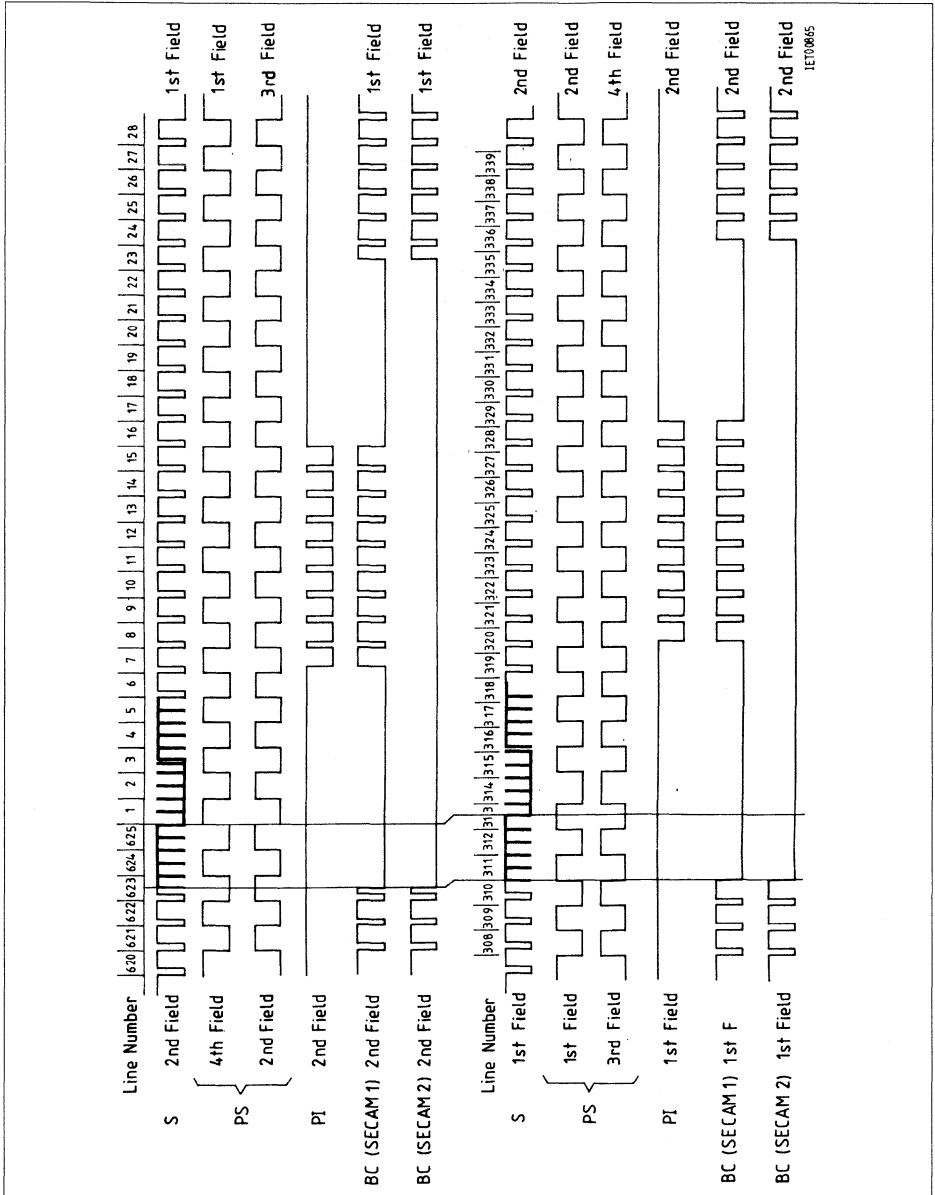 Line Number 620 621 622 623 624 625 1 2 3 4 5 6 7 8 9 10 11 12 13 14 15 16 17 18 19 20 21 22 23 24 25 26 27 28
S 2nd Field 1st Field
PS
4th Field 1st Field
2nd Field 3rd Field
PI 2nd Field
BC (SECAM 1) 2nd Field 1st Field
BC (SECAM 2) 2nd Field 1st Field
Line Number 308 309 310 311 312 313 314 315 316 317 318 319 320 321 322 323 324 325 326 327 328 329 330 331 332 333 334 335 336 337 338 339
S 1st Field 2nd Field
PS
1st Field 2nd Field
3rd Field 4th Field
PI 1st Field 2nd Field
BC (SECAM 1) 1st F 2nd Field
BC (SECAM 2) 1st Field 2nd Field
IET00865